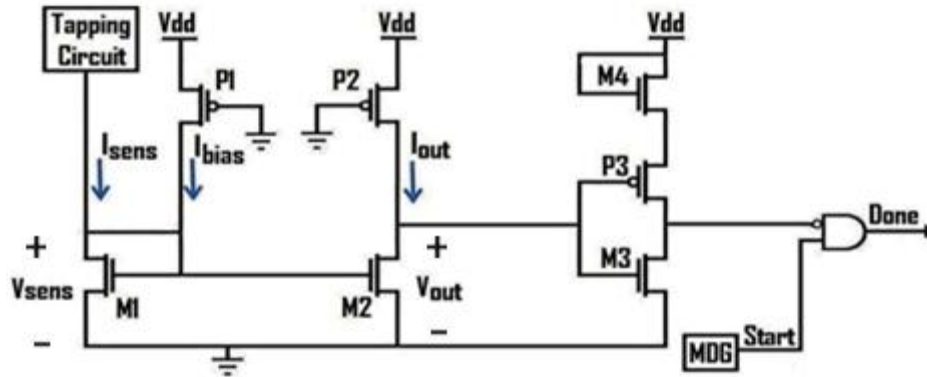 Tapping
Circuit
Vdd
Vdd
Vdd
P1
P2
M4
Isens
Ibias
Iout
P3
Done
+
+
M3
Vsens
M1
M2
Vout
−
−
MDG
Start